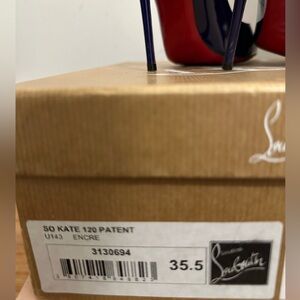 SO KATE 120 PATENT
U143 ENCRE
3130694
35.5
Louboutin